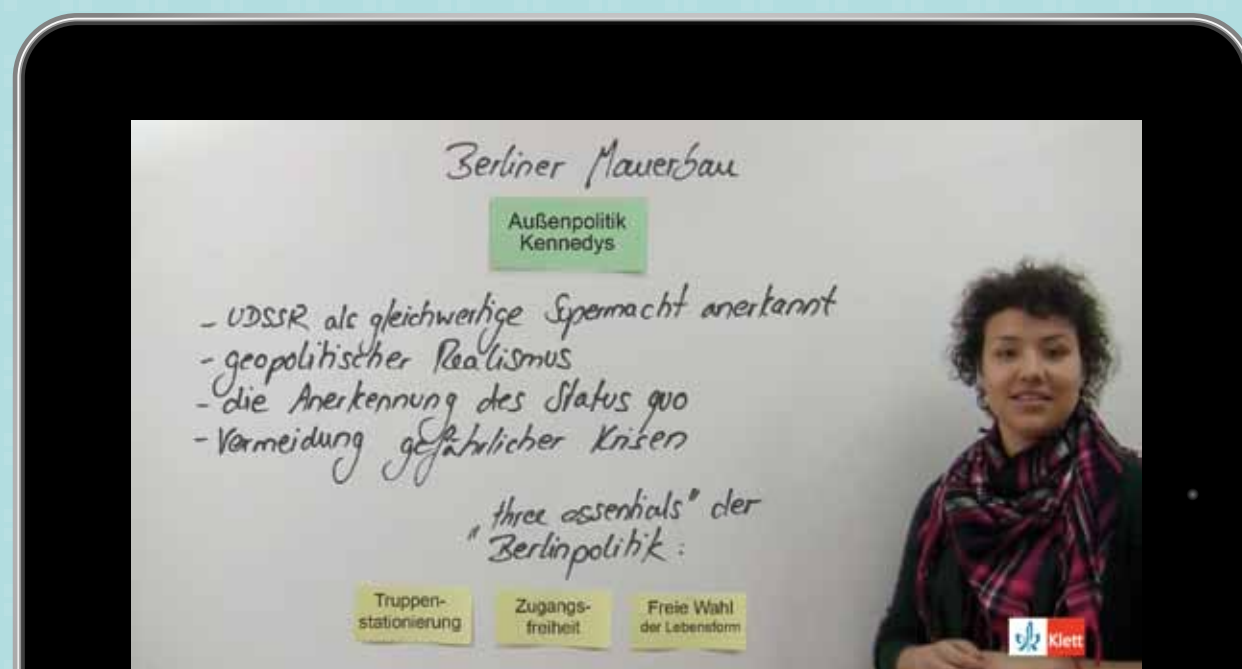 Berliner Mauerbau
Außenpolitik
Kennedys
- UDSSR als gleichwertige Supermacht anerkannt
- geopolitischer Realismus
- die Anerkennung des Status quo
- Vermeidung gefährlicher Krisen
„three essentials" der
Berlinpolitik:
Truppen-
stationierung
Zugangs-
freiheit
Freie Wahl
der Lebensform
Klett